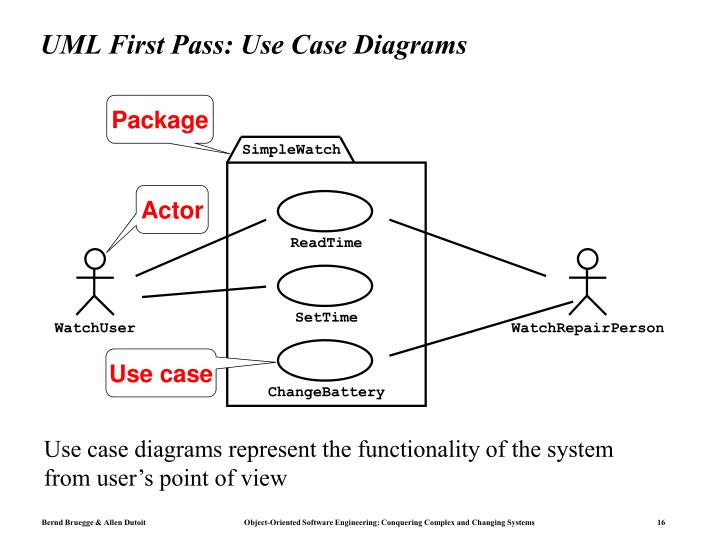 UML First Pass: Use Case Diagrams
Package
SimpleWatch
Actor
ReadTime
SetTime
WatchUser
WatchRepairPerson
Use case
ChangeBattery
Use case diagrams represent the functionality of the system
from user’s point of view
Bernd Bruegge & Allen Dutoit
Object-Oriented Software Engineering: Conquering Complex and Changing Systems
16